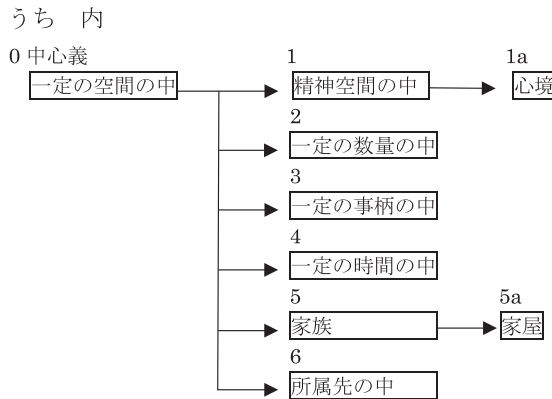 うち 内
0 中心義
一定の空間の中
1
精神空間の中
1a
心境
2
一定の数量の中
3
一定の事柄の中
4
一定の時間の中
5
家族
5a
家屋
6
所属先の中